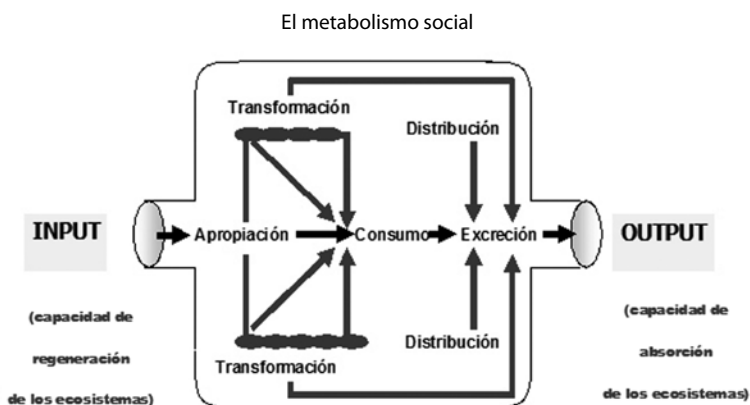 El metabolismo social
Transformación
Distribución
INPUT
Apropiación
Consumo
Excreción
OUTPUT
(capacidad de
regeneración
de los ecosistemas)
(capacidad de
absorción
de los ecosistemas)
Distribución
Transformación